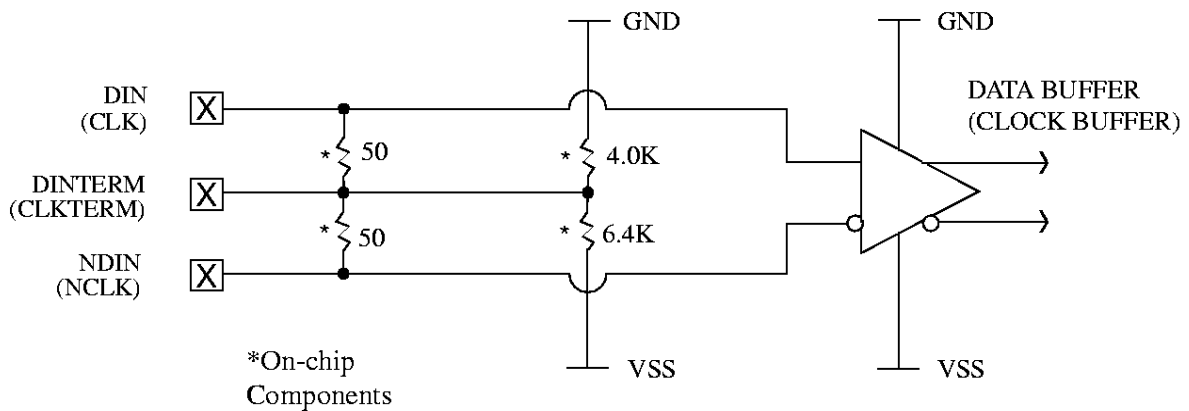 GND
GND
DIN
(CLK)
X
DATA BUFFER
(CLOCK BUFFER)
* 50
* 4.0K
DINTERM
(CLKTERM)
X
* 50
* 6.4K
NDIN
(NCLK)
X
*On-chip
Components
VSS
VSS